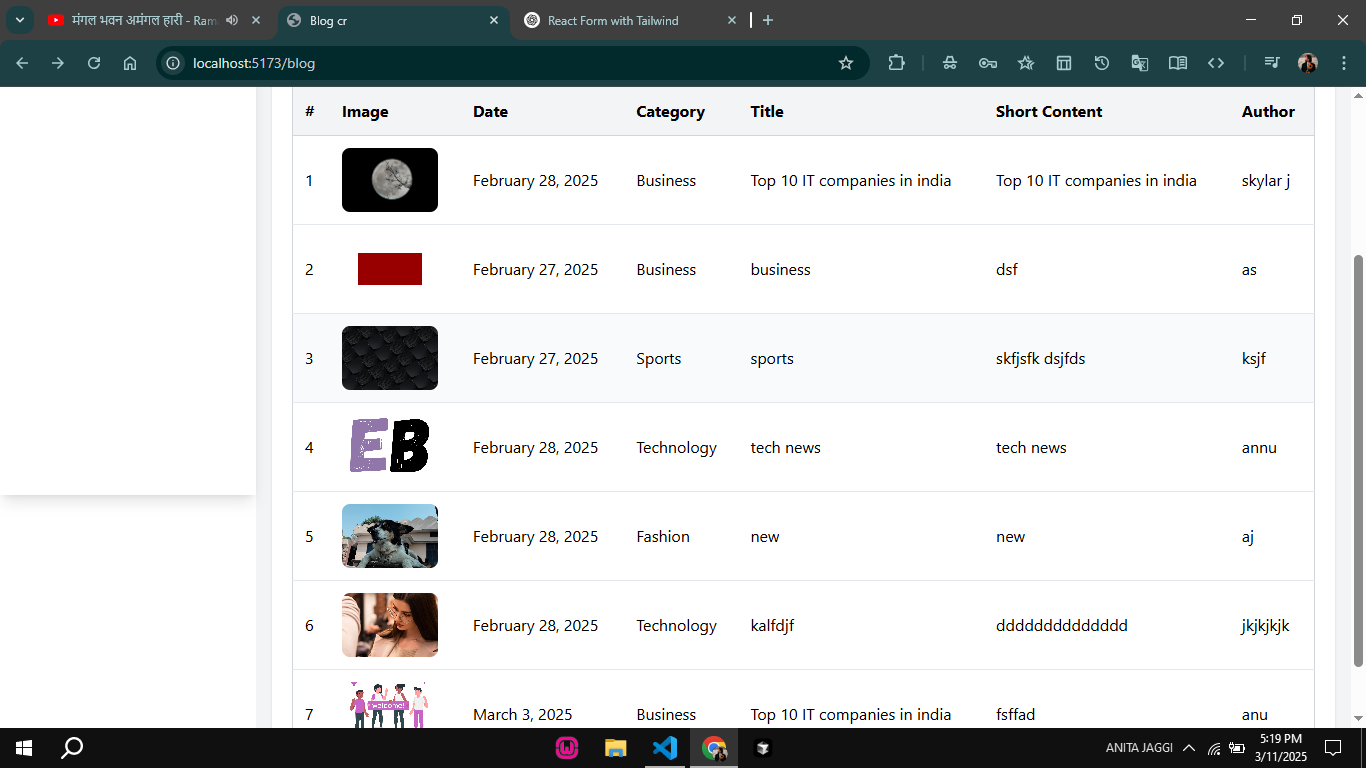 मंगल भवन अमंगल हारी - Ram
Blog cr
React Form with Tailwind
localhost:5173/blog
# Image Date Category Title Short Content Author
1 February 28, 2025 Business Top 10 IT companies in india Top 10 IT companies in india skylar j
2 February 27, 2025 Business business dsf as
3 February 27, 2025 Sports sports skfjsfk dsjfds ksjf
EB
4 February 28, 2025 Technology tech news tech news annu
5 February 28, 2025 Fashion new new aj
6 February 28, 2025 Technology kalfdjf dddddddddddddd jkjkjkjk
welcome!
7 March 3, 2025 Business Top 10 IT companies in india fsffad anu
ANITA JAGGI
5:19 PM
3/11/2025